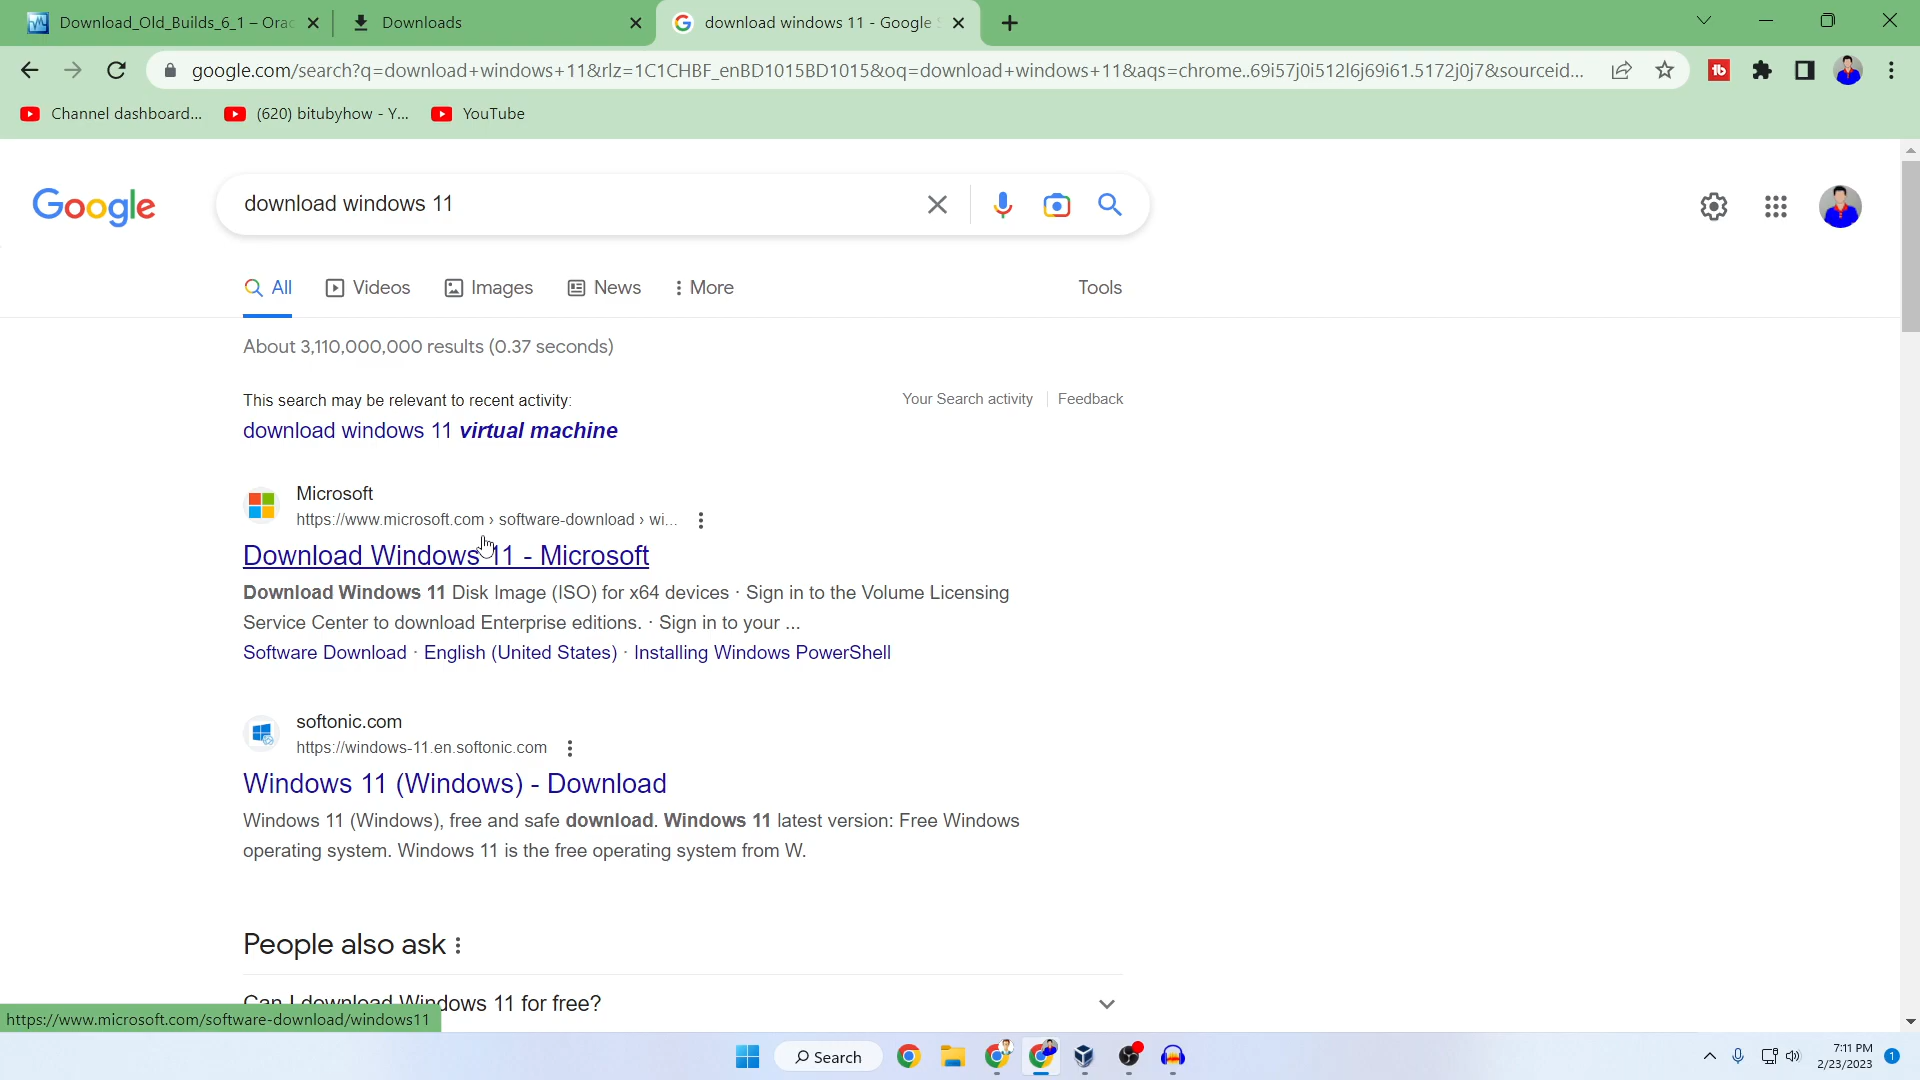 Download_Old_Builds_6_1 – Orac
Downloads
download windows 11 - Google S
google.com/search?q=download+windows+11&rlz=1C1CHBF_enBD1015BD1015&oq=download+windows+11&aqs=chrome..69i57j0i512l6j69i61.5172j0j7&sourceid...
Channel dashboard...
(620) bitubyhow - Y...
YouTube
Google
download windows 11
All
Videos
Images
News
More
Tools
About 3,110,000,000 results (0.37 seconds)
This search may be relevant to recent activity:
Your Search activity
Feedback
download windows 11 virtual machine
Microsoft
https://www.microsoft.com › software-download › wi...
Download Windows 11 - Microsoft
Download Windows 11 Disk Image (ISO) for x64 devices · Sign in to the Volume Licensing
Service Center to download Enterprise editions. · Sign in to your ...
Software Download · English (United States) · Installing Windows PowerShell
softonic.com
https://windows-11.en.softonic.com
Windows 11 (Windows) - Download
Windows 11 (Windows), free and safe download. Windows 11 latest version: Free Windows
operating system. Windows 11 is the free operating system from W.
People also ask
Can I download Windows 11 for free?
https://www.microsoft.com/software-download/windows11
Search
7:11 PM
2/23/2023
1